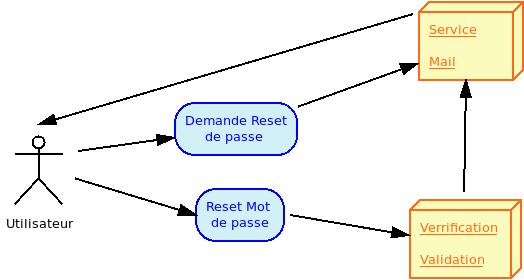 Service
Mail
Demande Reset
de passe
Utilisateur
Reset Mot
de passe
Verrification
Validation